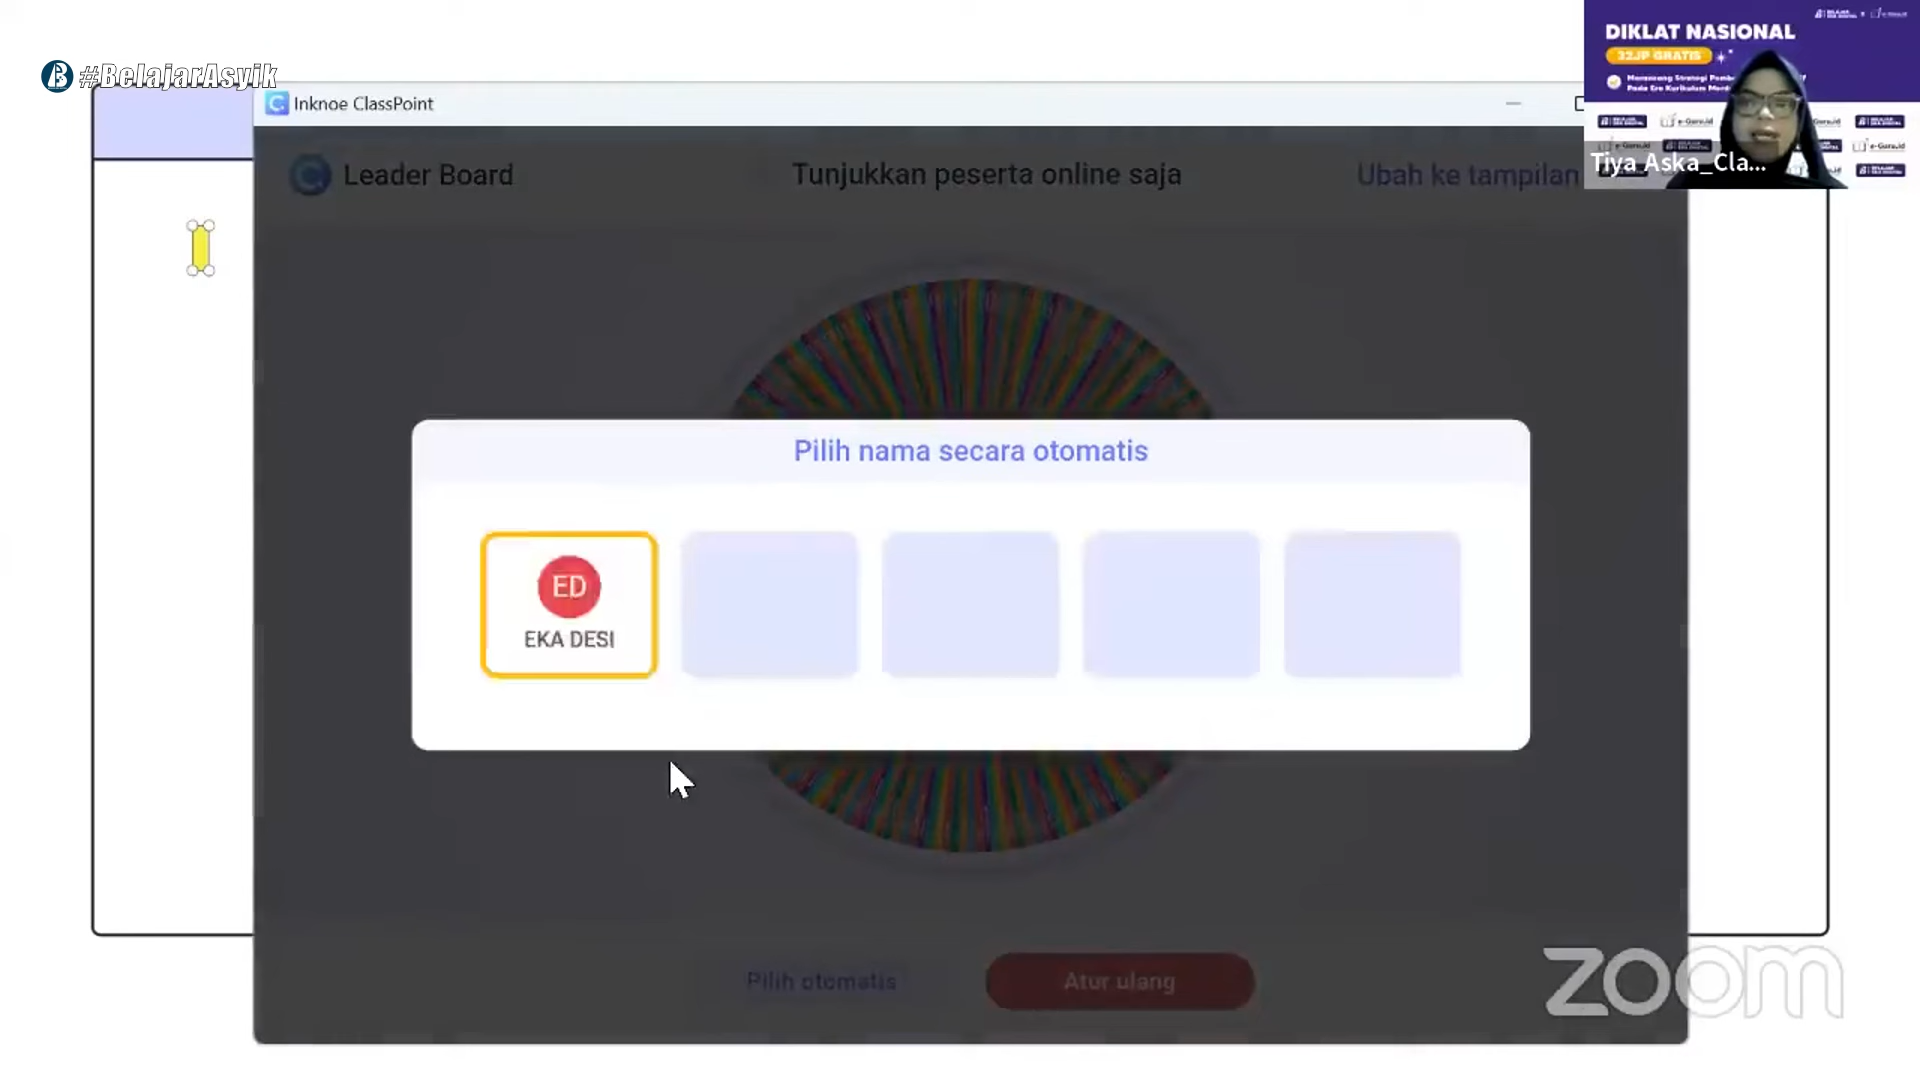 #BelajarAsyik
Inknoe ClassPoint
Leader Board
Tunjukkan peserta online saja
Ubah ke tampilan
Pilih nama secara otomatis
ED
EKA DESI
Pilih otomatis
Atur ulang
DIKLAT NASIONAL
32JP GRATIS
Tiya Aska_Cla...
zoom